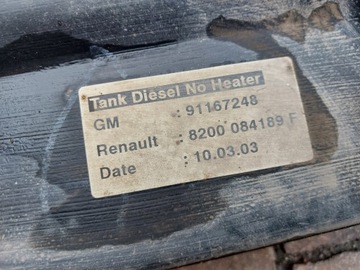 Tank Diesel No Heater
GM : 91167248
Renault : 8200 084189 F
Date : 10.03.03